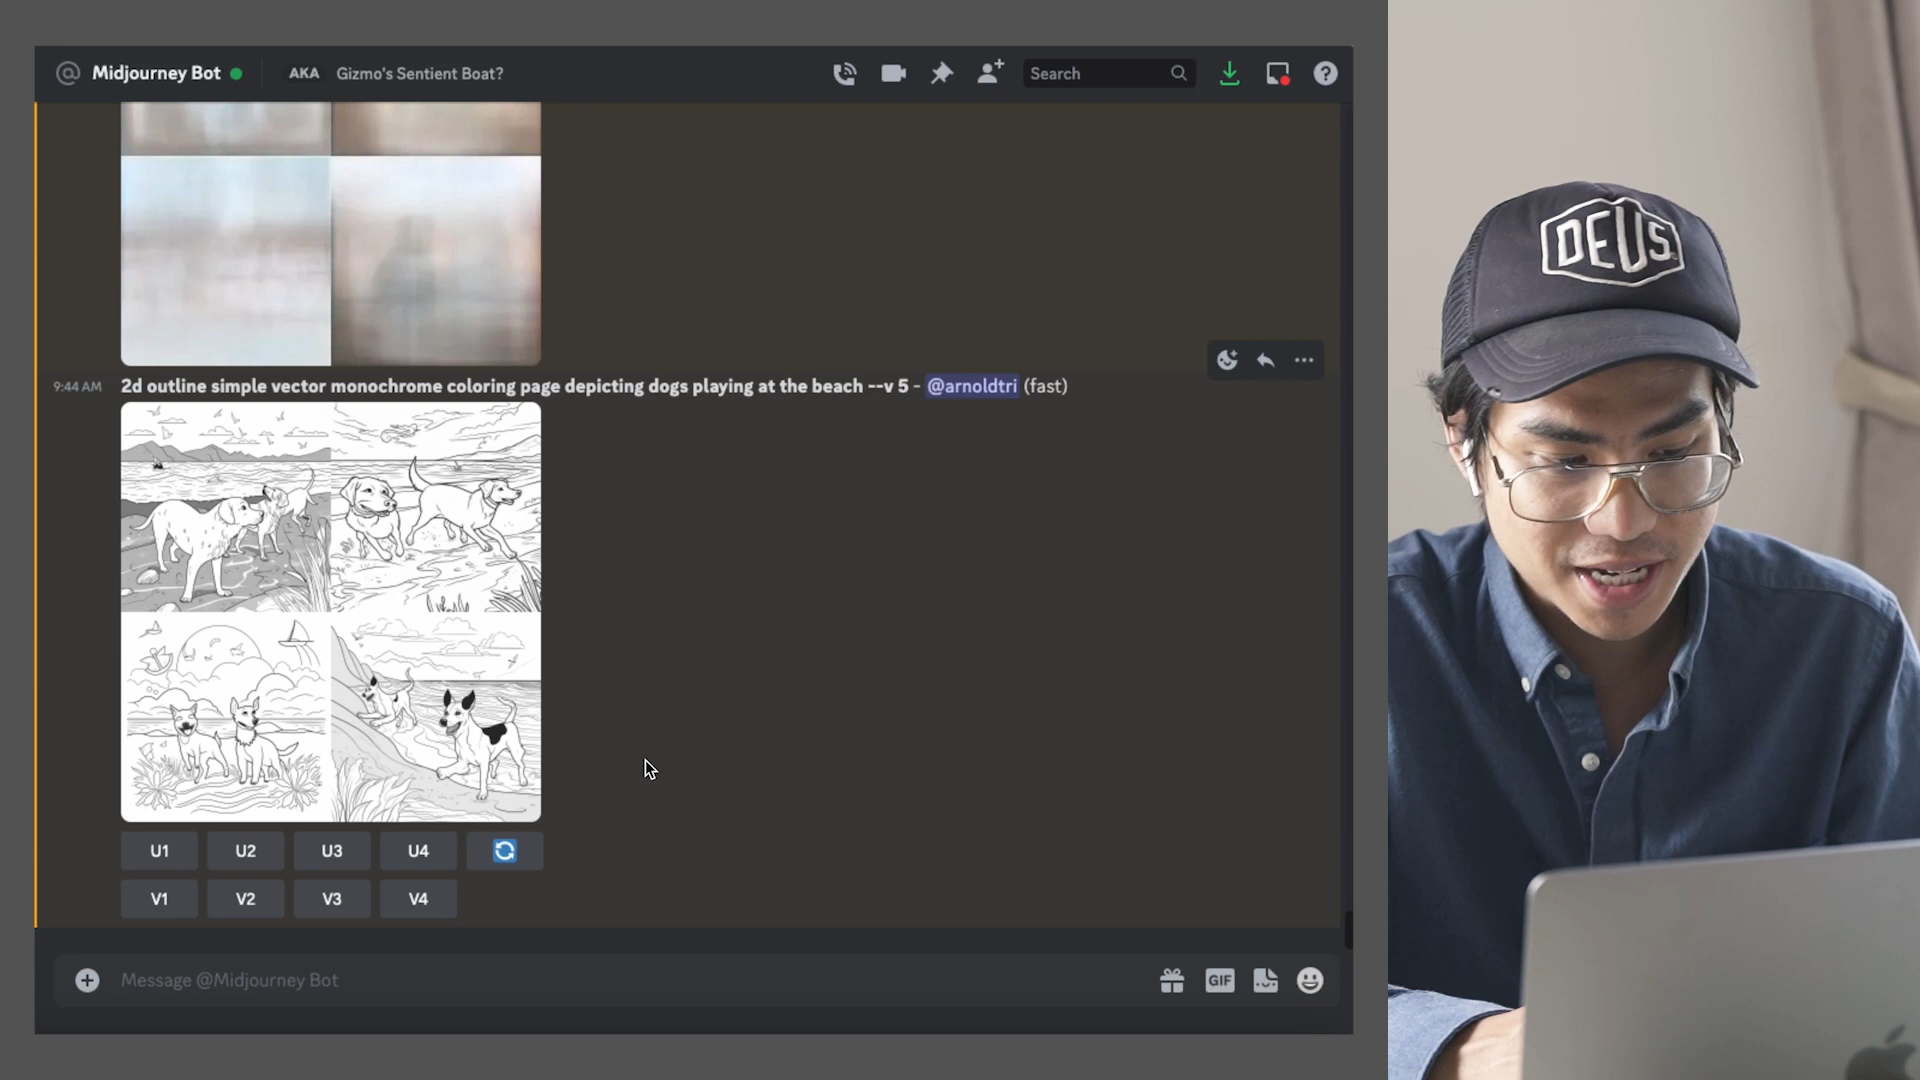 Midjourney Bot AKA Gizmo's Sentient Boat? Search
9:44 AM 2d outline simple vector monochrome coloring page depicting dogs playing at the beach --v 5 - @arnoldtri (fast)
U1 U2 U3 U4
V1 V2 V3 V4
Message @Midjourney Bot GIF
DEUS